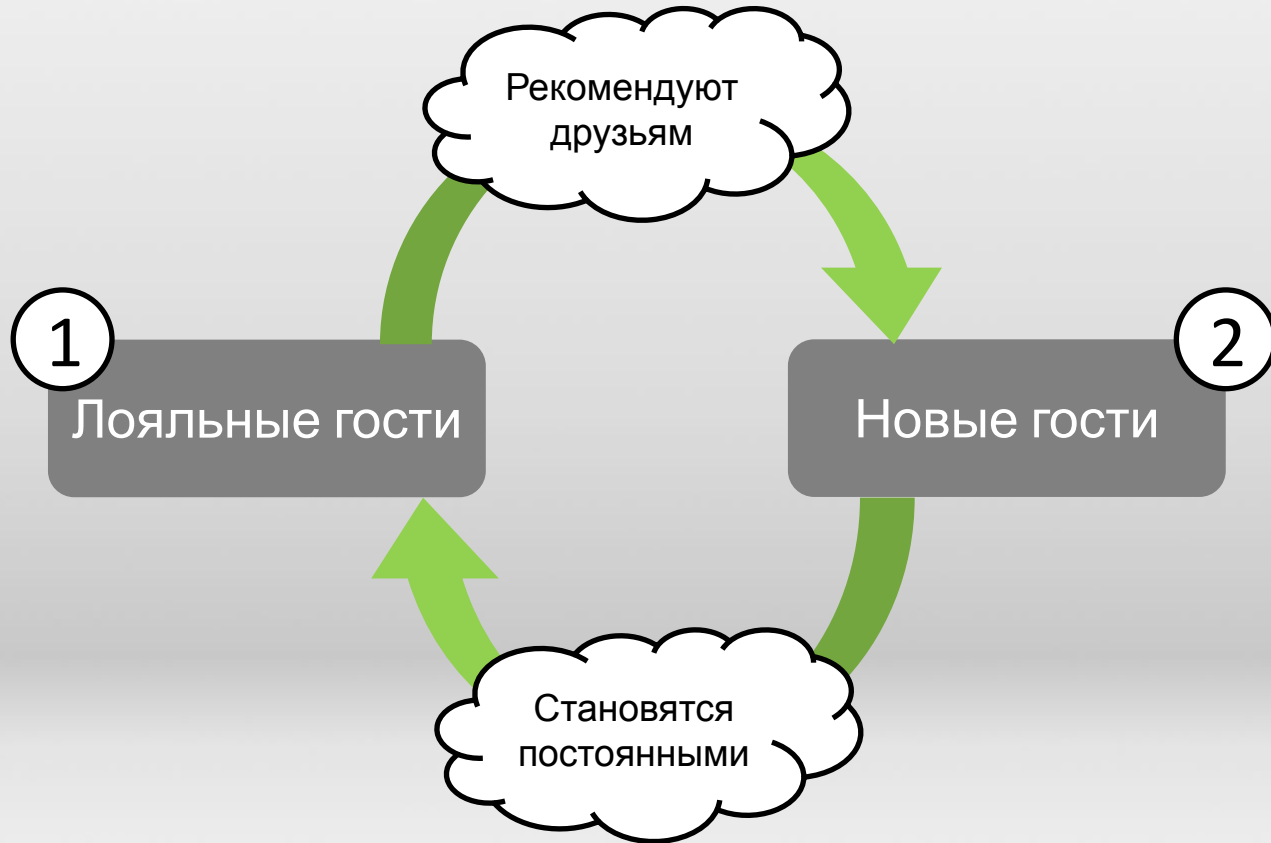 Рекомендуют
друзьям
1
2
Лояльные гости
Новые гости
Становятся
постоянными